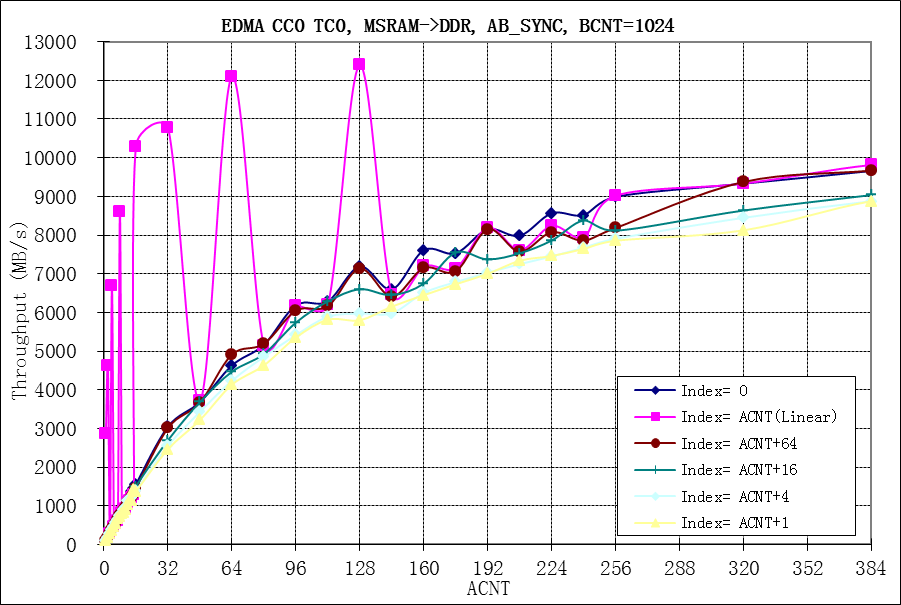 EDMA CC0 TC0, MSRAM->DDR, AB_SYNC, BCNT=1024
Throughput (MB/s)
13000
12000
11000
10000
9000
8000
7000
6000
5000
4000
3000
2000
1000
0
Index= 0
Index= ACNT(Linear)
Index= ACNT+64
Index= ACNT+16
Index= ACNT+4
Index= ACNT+1
0 32 64 96 128 160 192 224 256 288 320 352 384
ACNT